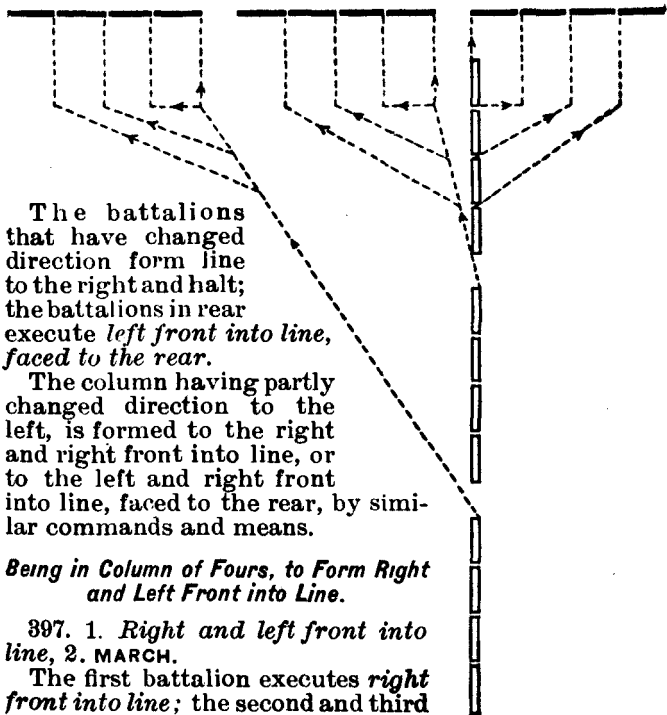 The battalions
that have changed
direction form line
to the right and halt;
the battalions in rear
execute left front into line,
faced to the rear.
The column having partly
changed direction to the
left, is formed to the right
and right front into line, or
to the left and right front
into line, faced to the rear, by simi-
lar commands and means.
Being in Column of Fours, to Form Right
and Left Front into Line.
397. 1. Right and left front into
line, 2. MARCH.
The first battalion executes right
front into line; the second and third